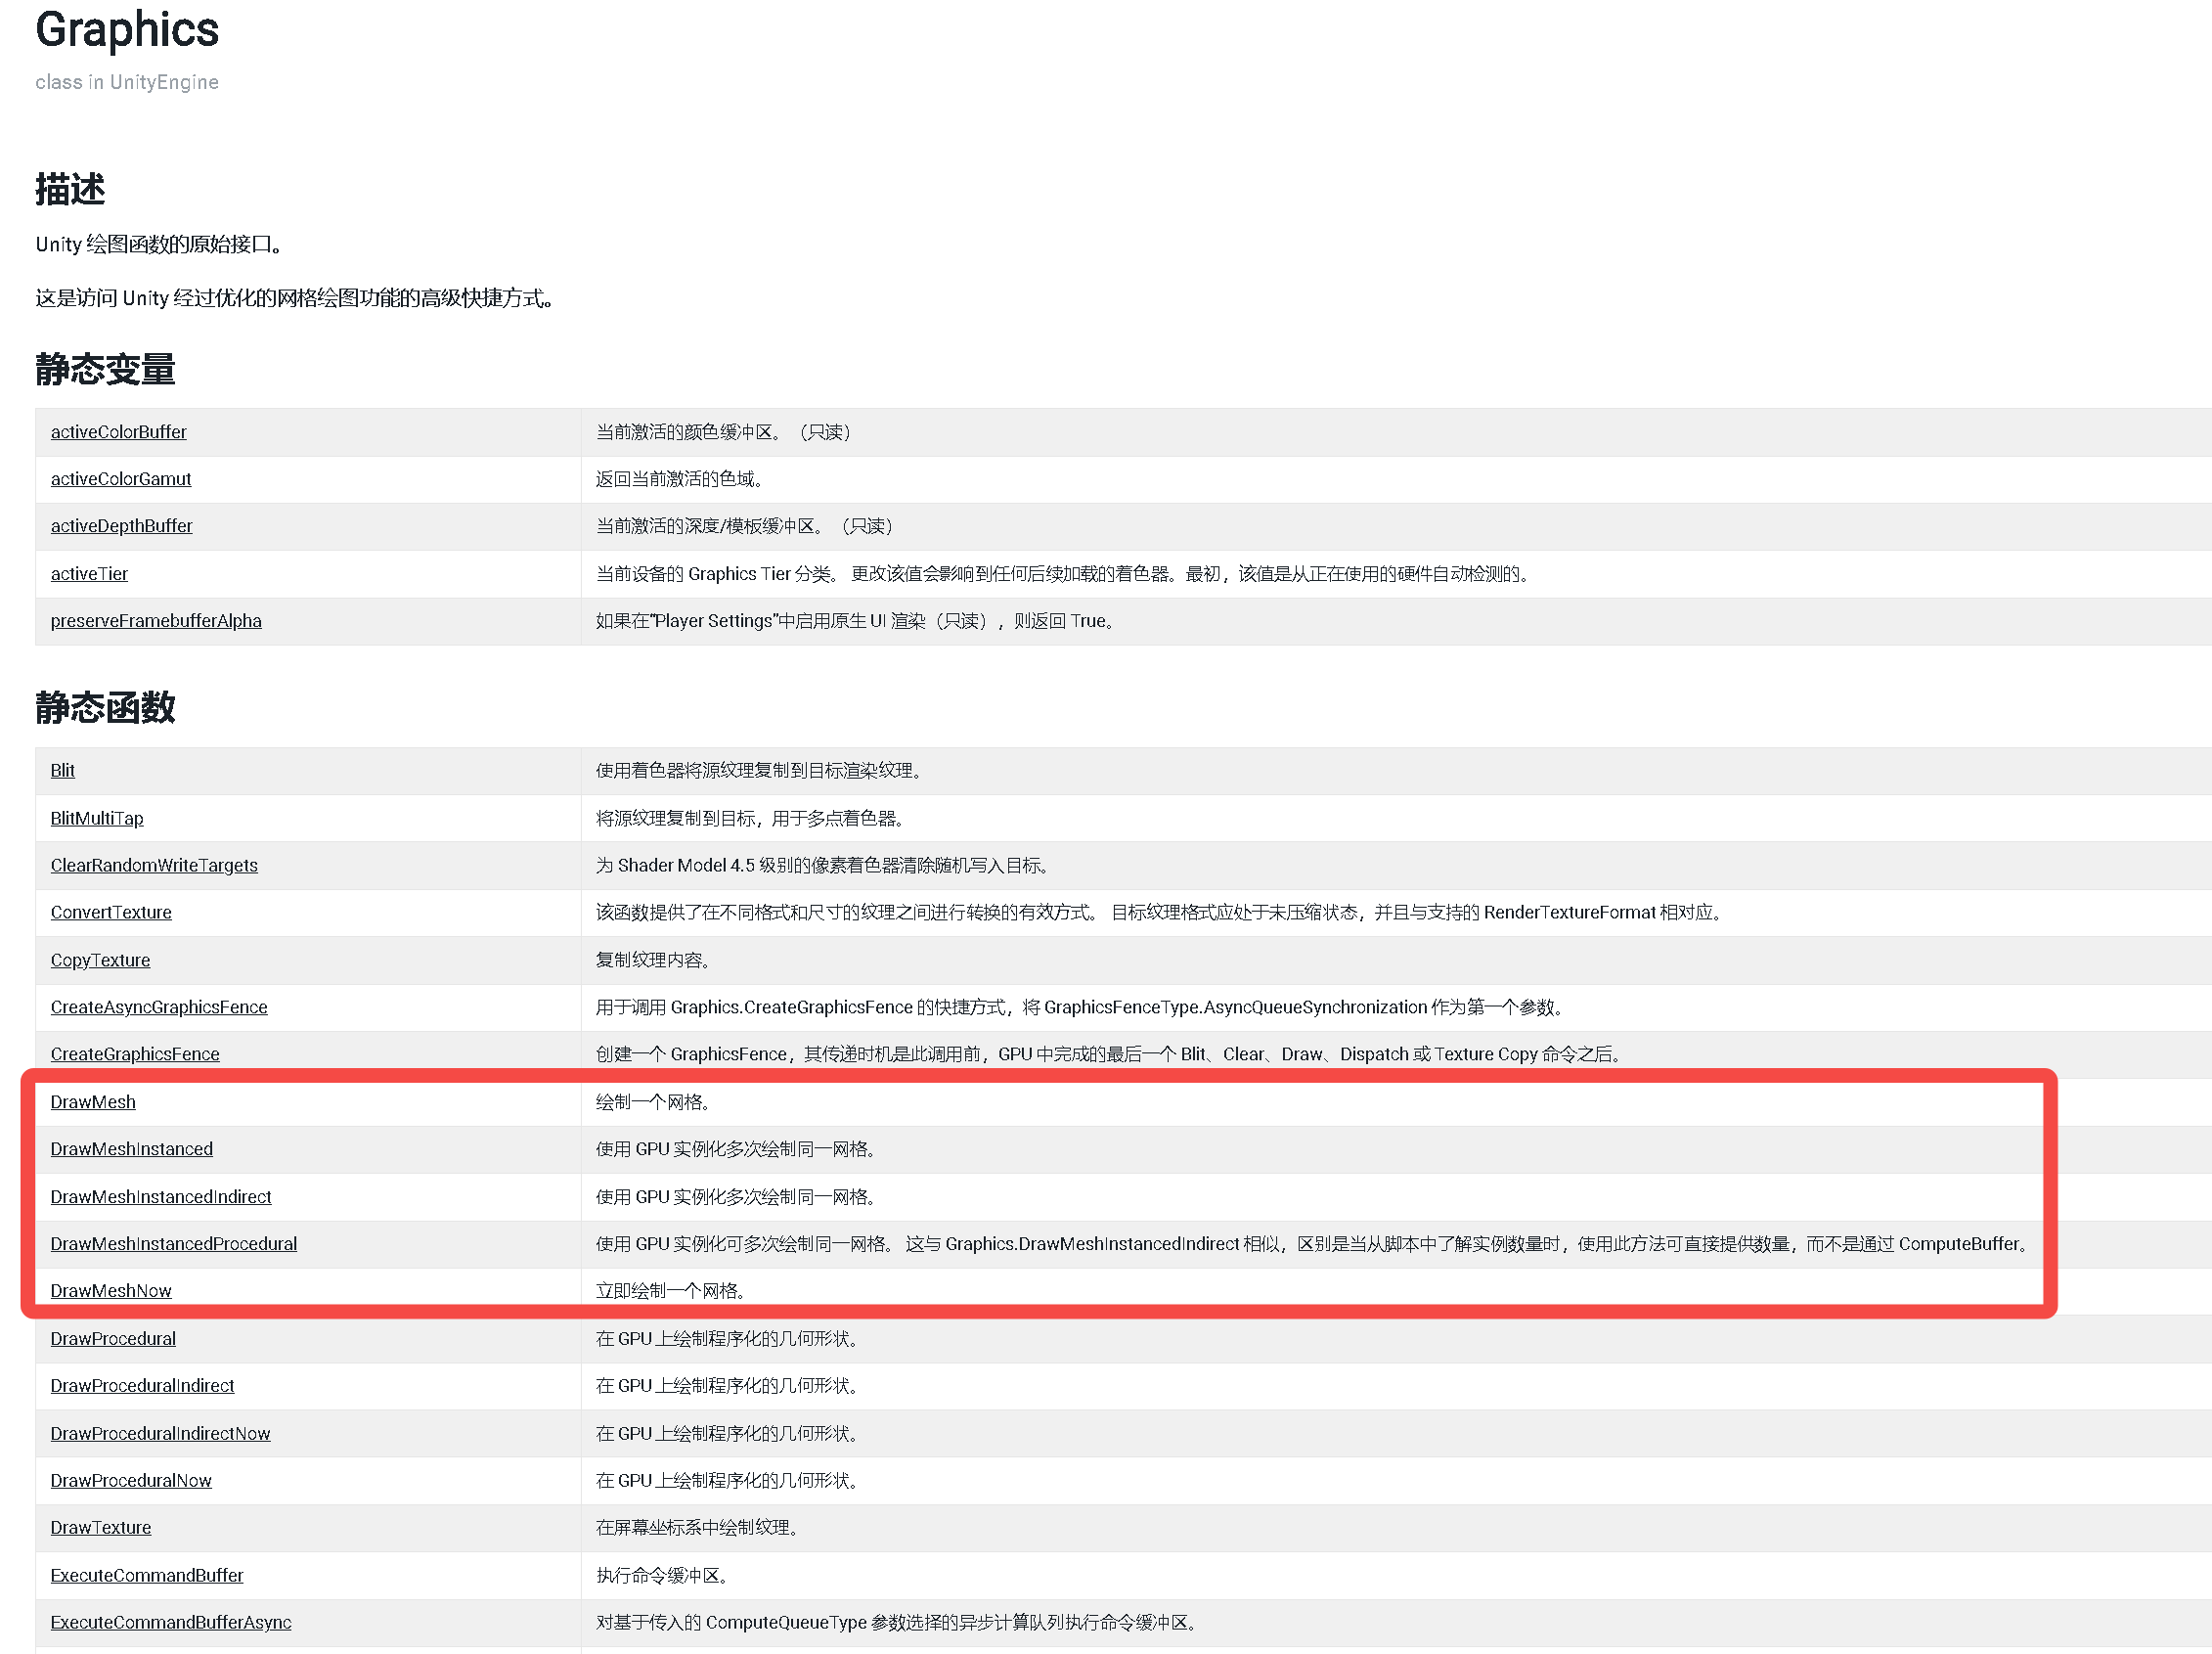 Graphics
class in UnityEngine
描述
Unity 绘图函数的原始接口。
这是访问 Unity 经过优化的网格绘图功能的高级快捷方式。
静态变量
activeColorBuffer 当前激活的颜色缓冲区。（只读）
activeColorGamut 返回当前激活的色域。
activeDepthBuffer 当前激活的深度/模板缓冲区。（只读）
activeTier 当前设备的 Graphics Tier 分类。 更改该值会影响到任何后续加载的着色器。最初，该值是从正在使用的硬件自动检测的。
preserveFramebufferAlpha 如果在“Player Settings”中启用原生 UI 渲染（只读），则返回 True。
静态函数
Blit 使用着色器将源纹理复制到目标渲染纹理。
BlitMultiTap 将源纹理复制到目标，用于多点着色器。
ClearRandomWriteTargets 为 Shader Model 4.5 级别的像素着色器清除随机写入目标。
ConvertTexture 该函数提供了在不同格式和尺寸的纹理之间进行转换的有效方式。 目标纹理格式应处于未压缩状态，并且与支持的 RenderTextureFormat 相对应。
CopyTexture 复制纹理内容。
CreateAsyncGraphicsFence 用于调用 Graphics.CreateGraphicsFence 的快捷方式，将 GraphicsFenceType.AsyncQueueSynchronization 作为第一个参数。
CreateGraphicsFence 创建一个 GraphicsFence，其传递时机是此调用前，GPU 中完成的最后一个 Blit、Clear、Draw、Dispatch 或 Texture Copy 命令之后。
DrawMesh 绘制一个网格。
DrawMeshInstanced 使用 GPU 实例化多次绘制同一网格。
DrawMeshInstancedIndirect 使用 GPU 实例化多次绘制同一网格。
DrawMeshInstancedProcedural 使用 GPU 实例化可多次绘制同一网格。 这与 Graphics.DrawMeshInstancedIndirect 相似，区别是当从脚本中了解实例数量时，使用此方法可直接提供数量，而不是通过 ComputeBuffer。
DrawMeshNow 立即绘制一个网格。
DrawProcedural 在 GPU 上绘制程序化的几何形状。
DrawProceduralIndirect 在 GPU 上绘制程序化的几何形状。
DrawProceduralIndirectNow 在 GPU 上绘制程序化的几何形状。
DrawProceduralNow 在 GPU 上绘制程序化的几何形状。
DrawTexture 在屏幕坐标系中绘制纹理。
ExecuteCommandBuffer 执行命令缓冲区。
ExecuteCommandBufferAsync 对基于传入的 ComputeQueueType 参数选择的异步计算队列执行命令缓冲区。